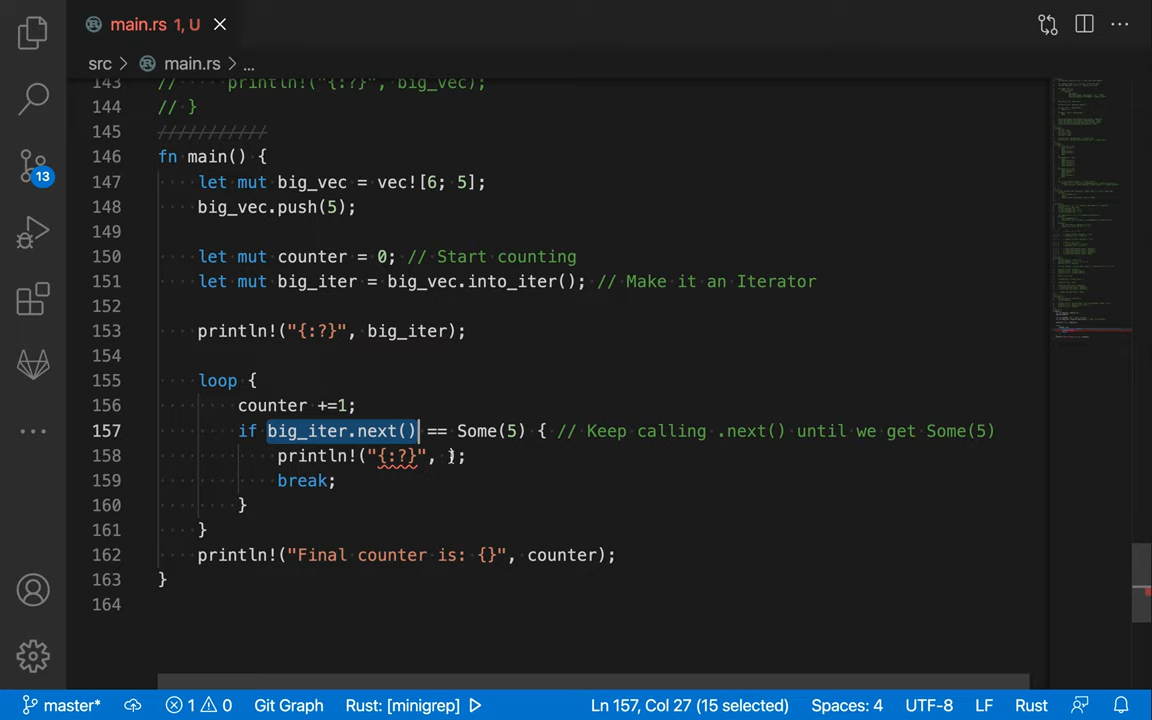 main.rs 1, U
src > main.rs > ...
143 // println!("{:?}", big_vec);
144 // }
145 ///////////
146 fn main() {
147 let mut big_vec = vec![6; 5];
148 big_vec.push(5);
149
150 let mut counter = 0; // Start counting
151 let mut big_iter = big_vec.into_iter(); // Make it an Iterator
152
153 println!("{:?}", big_iter);
154
155 loop {
156 counter +=1;
157 if big_iter.next() == Some(5) { // Keep calling .next() until we get Some(5)
158 println!("{:?}", );
159 break;
160 }
161 }
162 println!("Final counter is: {}", counter);
163 }
164
13
master* 1 0 Git Graph Rust: [minigrep] Ln 157, Col 27 (15 selected) Spaces: 4 UTF-8 LF Rust